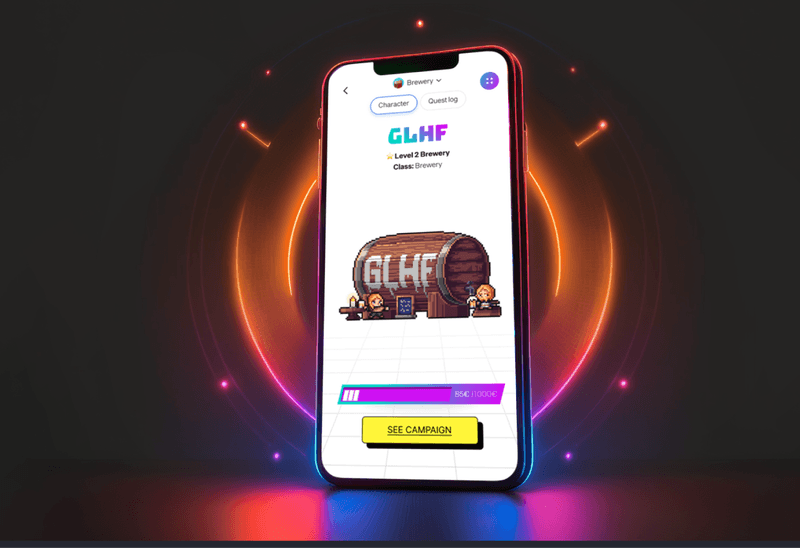 Brewery
Character
Quest log
GLHF
Level 2 Brewery
Class: Brewery
GLHF
85€ /1000€
SEE CAMPAIGN